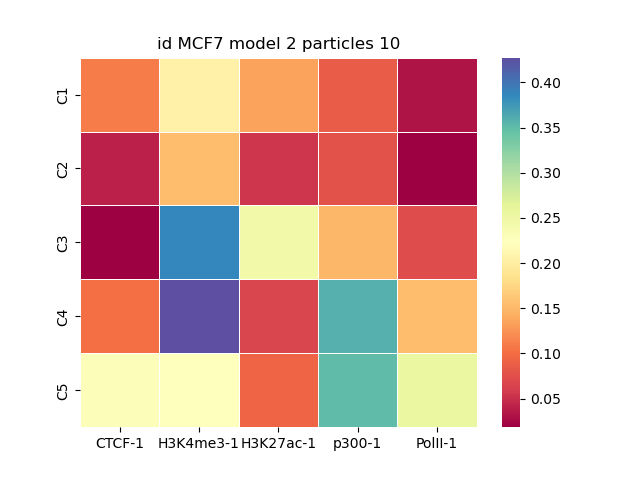 id MCF7 model 2 particles 10
C1
C2
C3
C4
C5
CTCF-1 H3K4me3-1 H3K27ac-1 p300-1 PolII-1
0.40
0.35
0.30
0.25
0.20
0.15
0.10
0.05